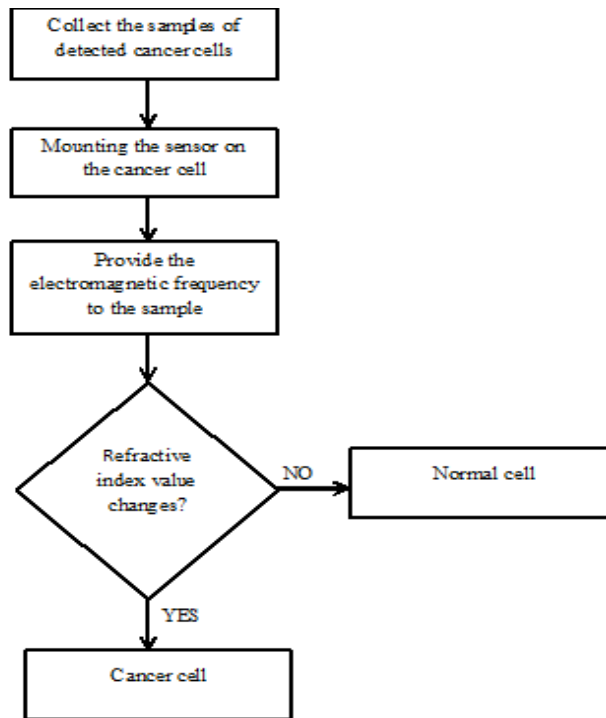 Collect the samples of
detected cancer cells
Mounting the sensor on
the cancer cell
Provide the
electromagnetic frequency
to the sample
Refractive
index value
changes?
NO
Normal cell
YES
Cancer cell